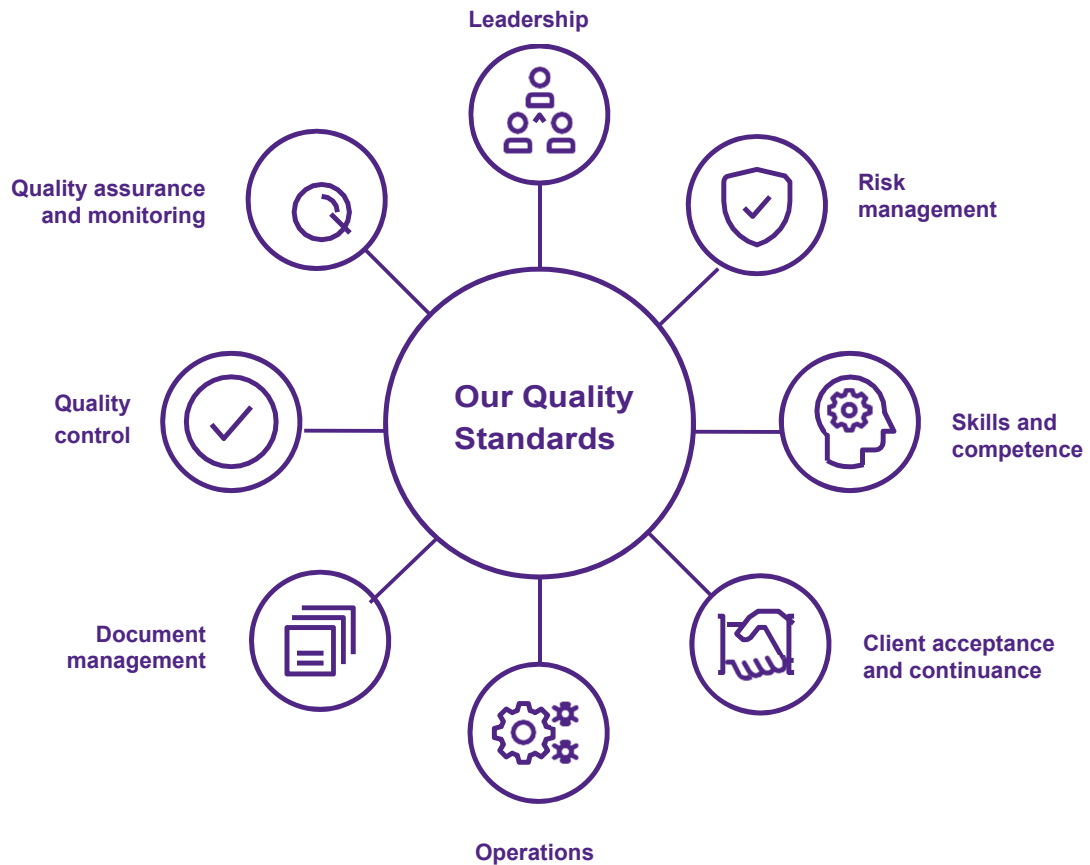 Leadership
Risk
management
Skills and
competence
Client acceptance
and continuance
Operations
Document
management
Quality
control
Quality assurance
and monitoring
Our Quality
Standards